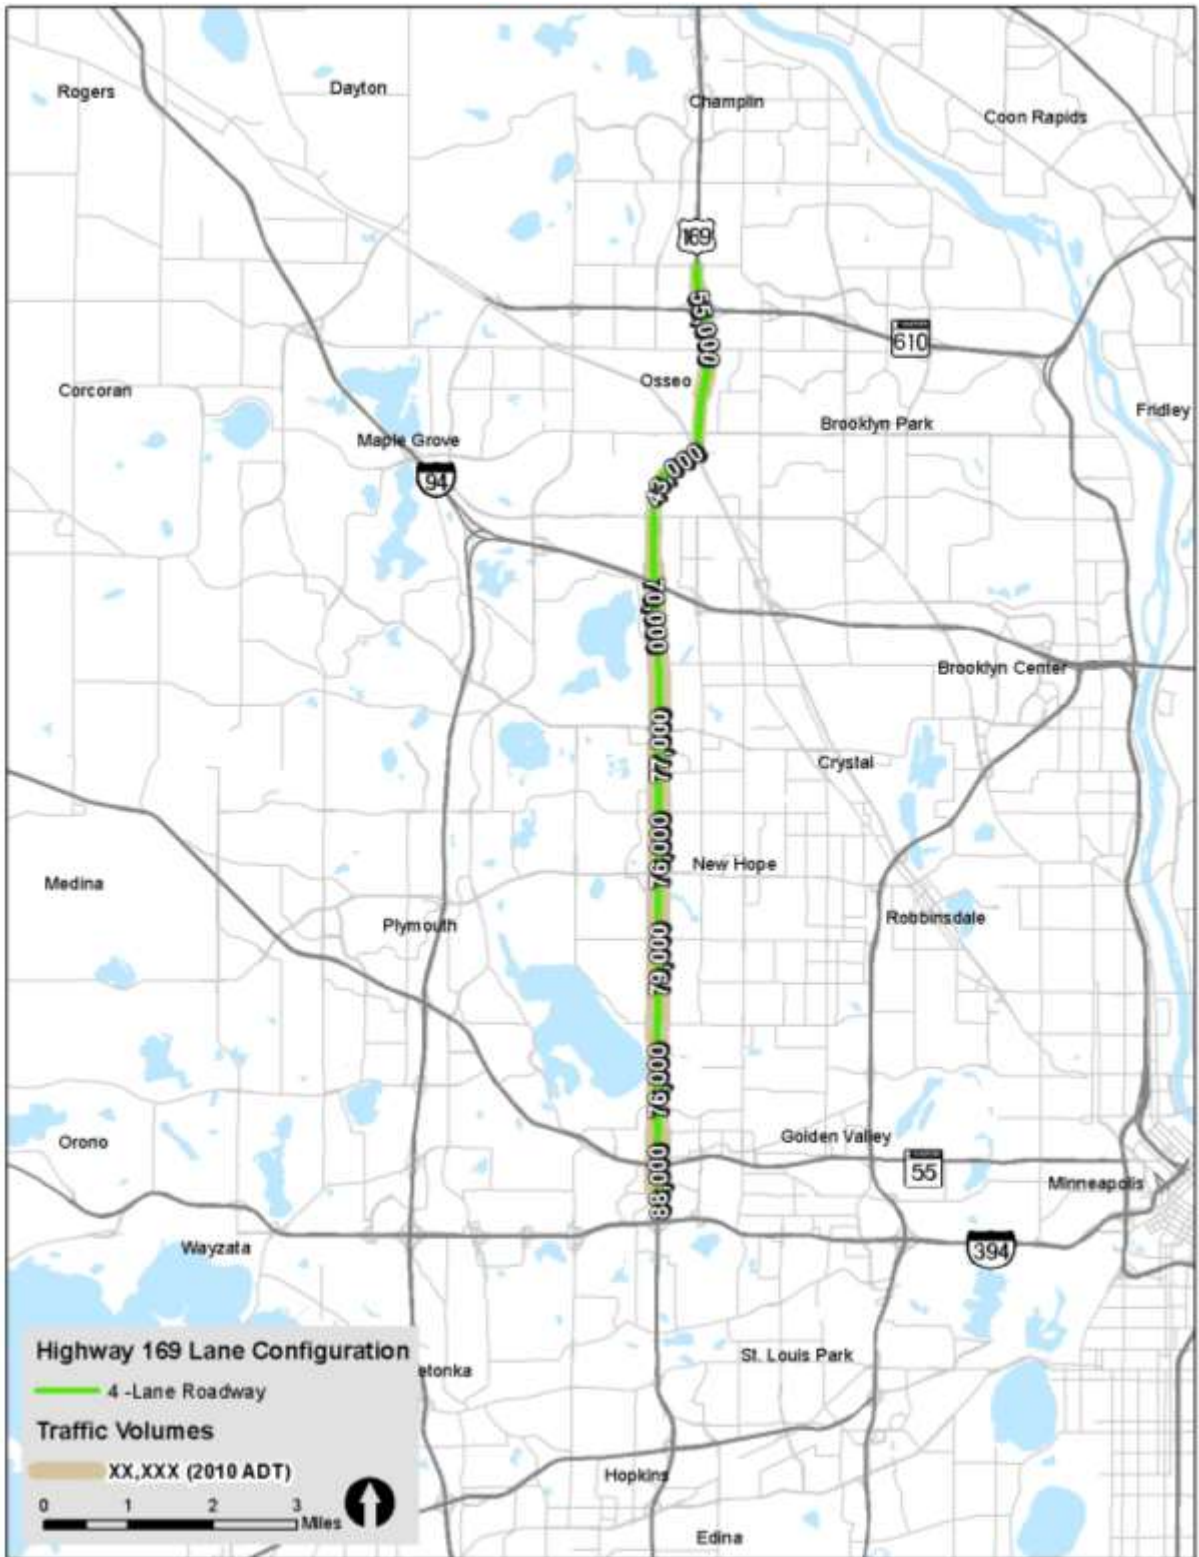 Rogers
Dayton
Champlin
Coon Rapids
169
55,000
610
Osseo
Corcoran
Fridley
Brooklyn Park
Maple Grove
94
43,000
70,000
Brooklyn Center
77,000
Crystal
76,000
New Hope
Medina
Plymouth
Robbinsdale
79,000
76,000
Orono
Golden Valley
88,000
55
Minneapolis
Wayzata
394
Highway 169 Lane Configuration
St. Louis Park
etonka
4 -Lane Roadway
Traffic Volumes
XX,XXX (2010 ADT)
Hopkins
0 1 2 3
Miles
Edina